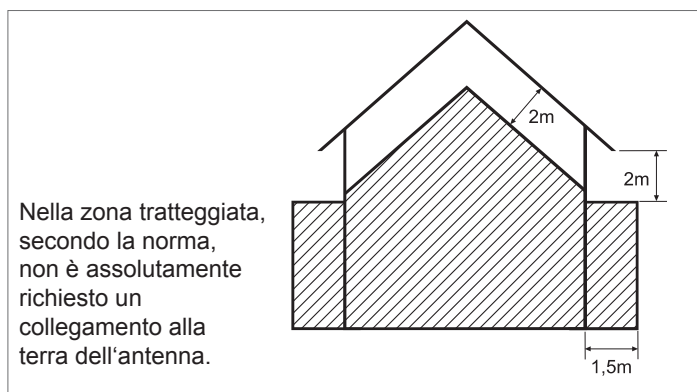 2m
2m
Nella zona tratteggiata,
secondo la norma,
non è assolutamente
richiesto un
collegamento alla
terra dell‘antenna.
1,5m